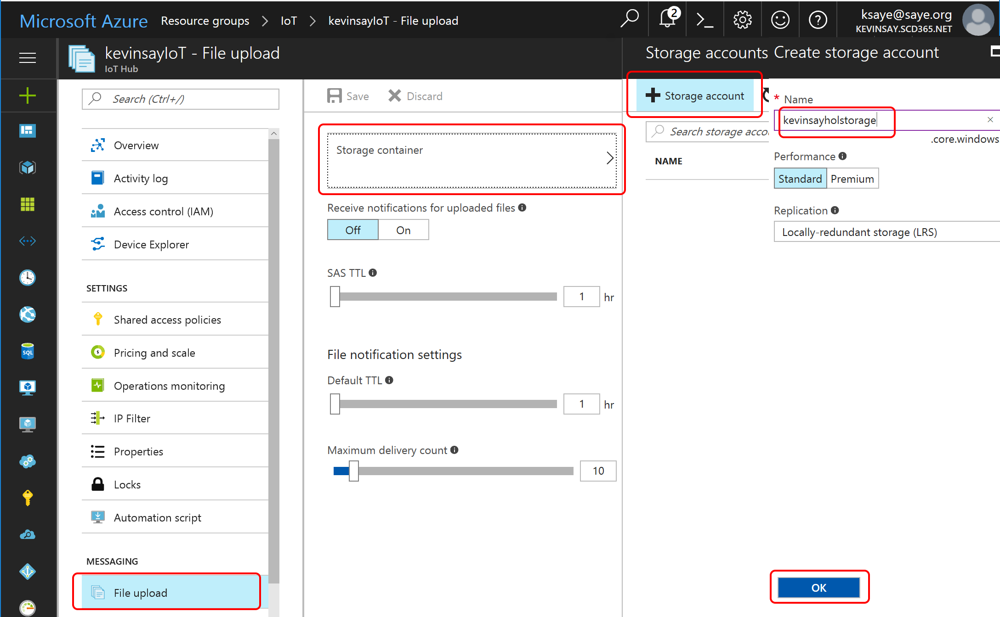 Microsoft Azure Resource groups > IoT > kevinsayIoT - File upload
2
ksaye@saye.org
KEVINSAY.SCD365.NET
kevinsayIoT - File upload
IoT Hub
Search (Ctrl+/)
Overview
Activity log
Access control (IAM)
Device Explorer
SETTINGS
Shared access policies
Pricing and scale
Operations monitoring
IP Filter
Properties
Locks
Automation script
MESSAGING
File upload
SQL
Save
Discard
Storage container
Receive notifications for uploaded files
Off On
SAS TTL
1 hr
File notification settings
Default TTL
1 hr
Maximum delivery count
10
Storage accounts
Storage account
Search storage accou
NAME
Create storage account
* Name
kevinsayholstorage
.core.windows.
Performance
Standard Premium
Replication
Locally-redundant storage (LRS)
OK